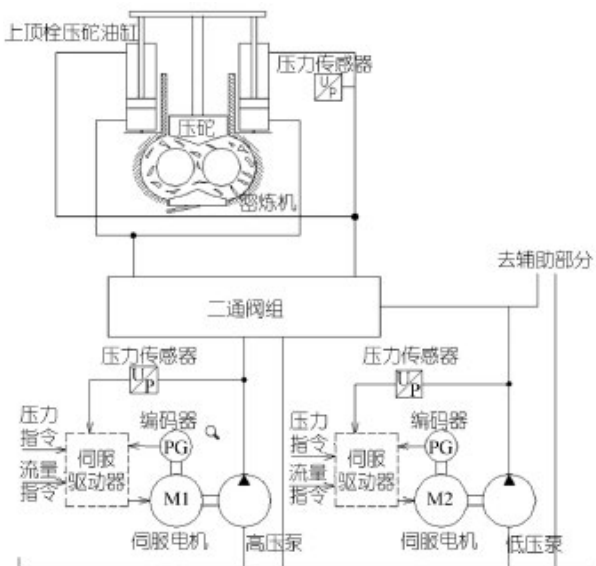 上顶栓压砣油缸
压力传感器
U
P
压砣
密炼机
去辅助部分
二通阀组
压力传感器
U
P
压力
指令
编码器
PG
伺服
驱动器
流量
指令
M1
伺服电机
高压泵
压力传感器
U
P
压力
指令
编码器
PG
伺服
驱动器
流量
指令
M2
伺服电机
低压泵